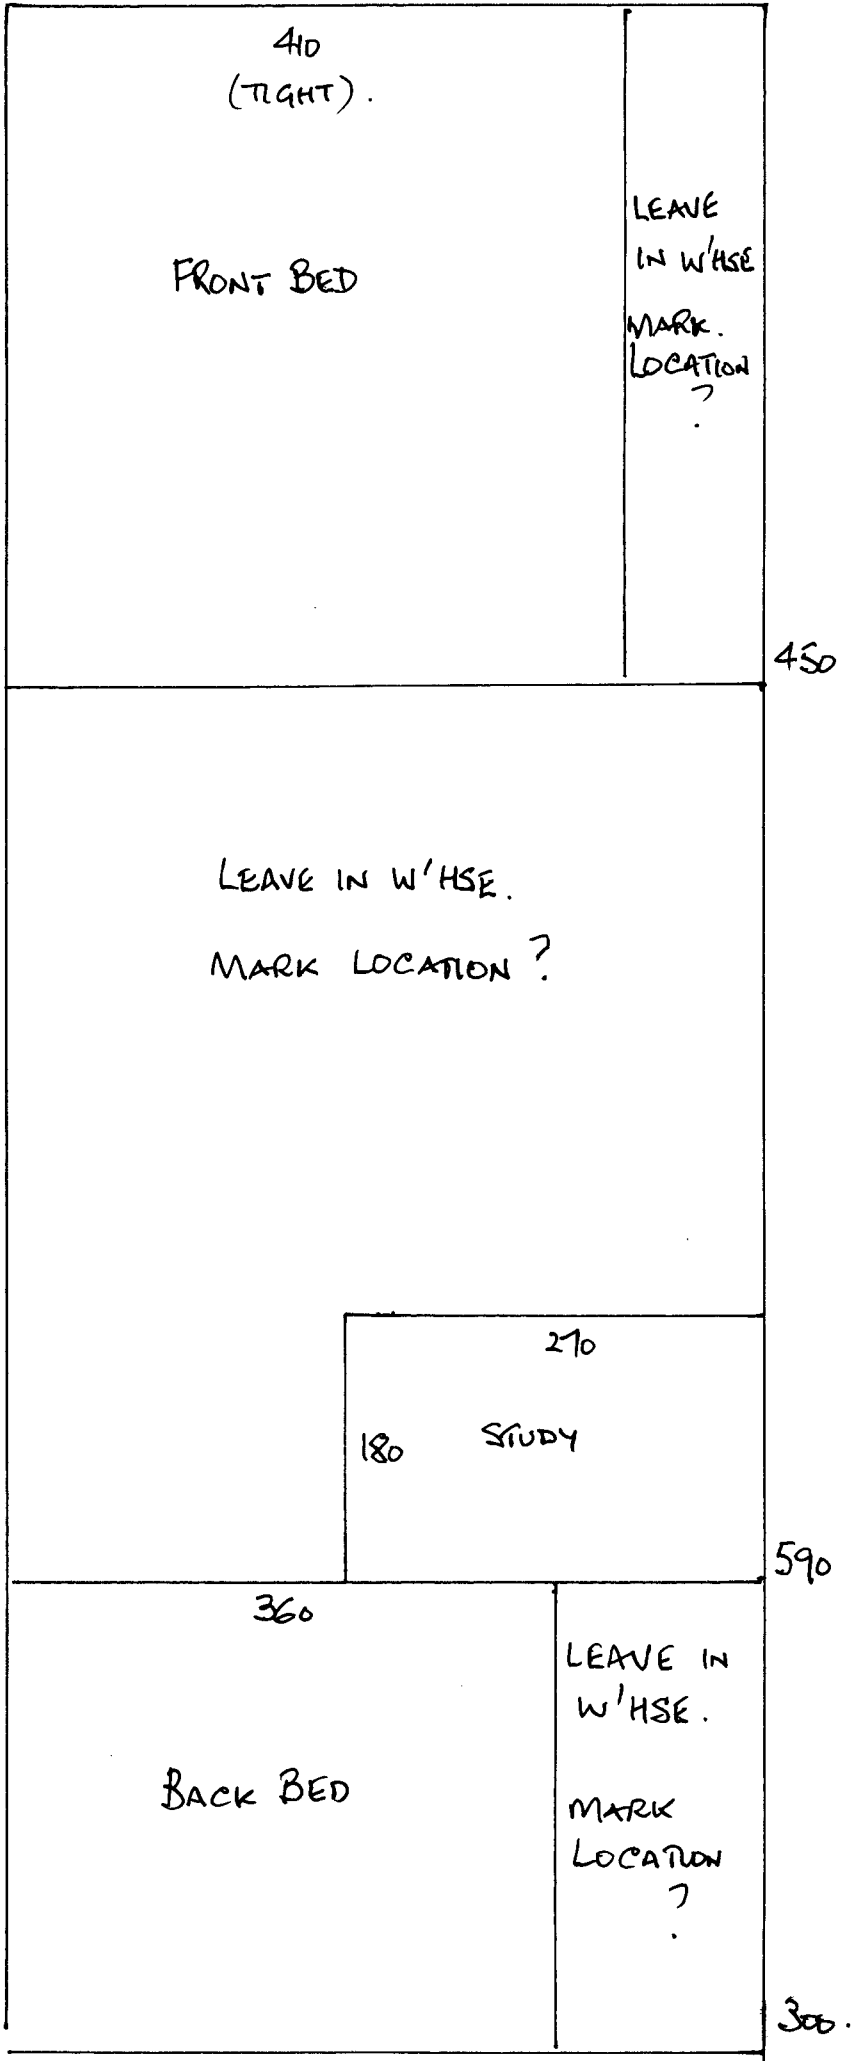 410
(TIGHT).
FRONT BED
LEAVE
IN W'HSE
MARK.
LOCATION
?
450
LEAVE IN W'HSE.
MARK LOCATION ?
270
180 STUDY
590
360
BACK BED
LEAVE IN
W'HSE.
MARK
LOCATION
?
300.